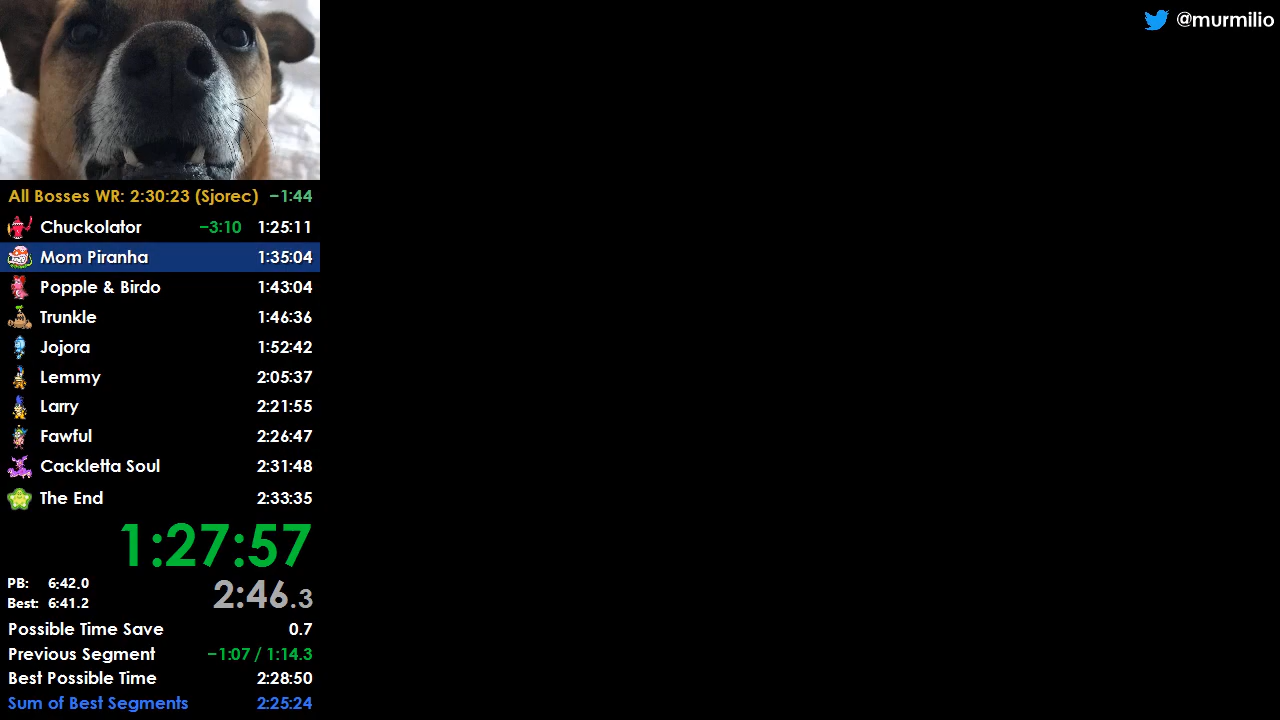 @murmilio
All Bosses WR: 2:30:23 (Sjorec) −1:44
Chuckolator −3:10 1:25:11
Mom Piranha 1:35:04
Popple & Birdo 1:43:04
Trunkle 1:46:36
Jojora 1:52:42
Lemmy 2:05:37
Larry 2:21:55
Fawful 2:26:47
Cackletta Soul 2:31:48
The End 2:33:35
1:27:57
PB: 6:42.0
Best: 6:41.2
2:46.3
Possible Time Save 0.7
Previous Segment −1:07 / 1:14.3
Best Possible Time 2:28:50
Sum of Best Segments 2:25:24